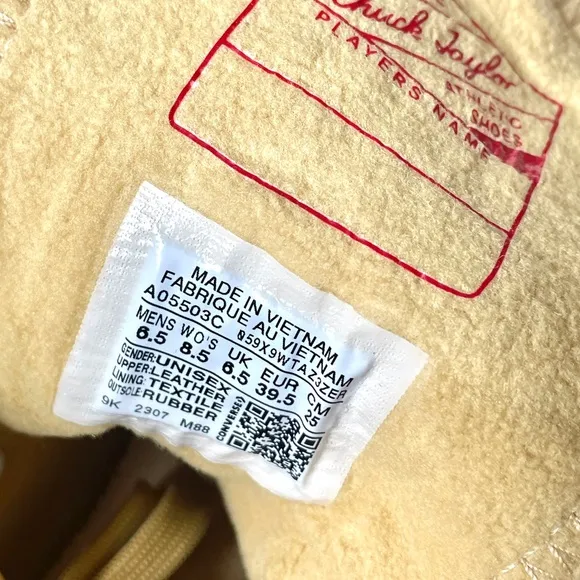 Chuck Taylor
ATHLETIC
SHOES
PLAYERS NAME
MADE IN VIETNAM
FABRIQUE AU VIETNAM
A05503C 059X9WTA23ZER
MENS WO'S UK EUR CM
6.5 8.5 6.5 39.5 25
GENDER: UNISEX
UPPER: LEATHER
LINING: TEXTILE
OUTSOLE: RUBBER
9K 2307 M88
CONVERSE